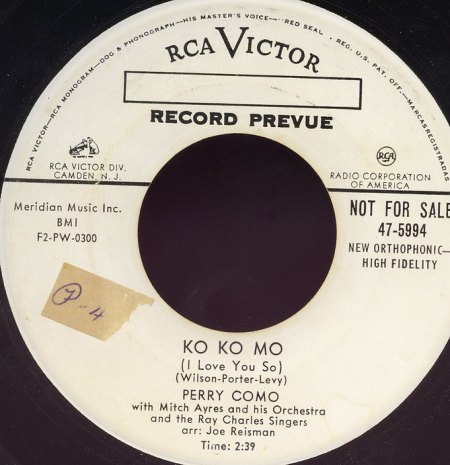 RCA VICTOR—RCA MONOGRAM—DOG & PHONOGRAPH—HIS MASTER'S VOICE—"RED SEAL", REG. U.S. PAT. OFF.—MARCAS REGISTRADAS
RCA VICTOR
RECORD PREVUE
RCA VICTOR DIV.
CAMDEN, N. J.
RCA
RADIO CORPORATION
OF AMERICA
Meridian Music Inc.
BMI
F2-PW-0300
NOT FOR SALE
47-5994
NEW ORTHOPHONIC—
HIGH FIDELITY
KO KO MO
(I Love You So)
(Wilson-Porter-Levy)
PERRY COMO
with Mitch Ayres and his Orchestra
and the Ray Charles Singers
arr: Joe Reisman
Time: 2:39